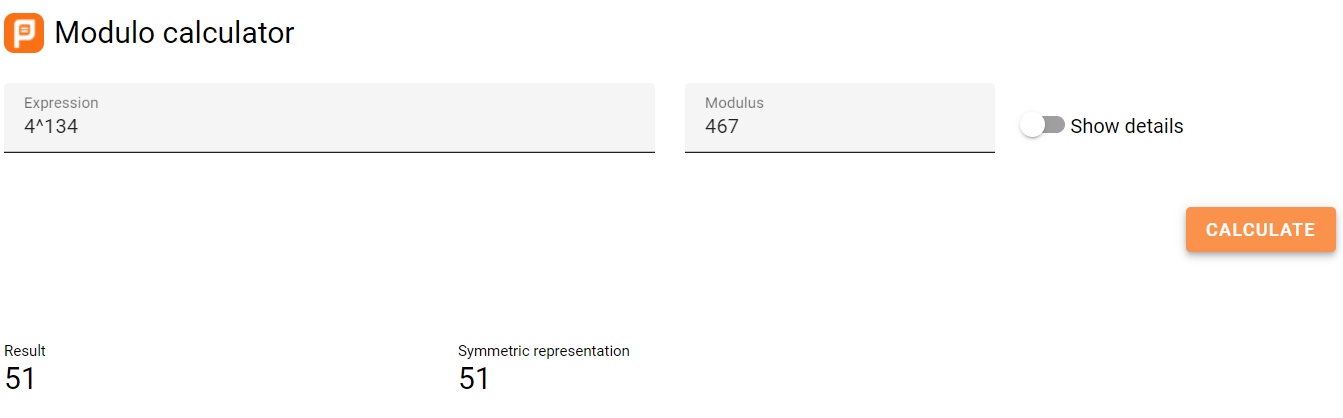 Modulo calculator
Expression
4^134
Modulus
467
Show details
CALCULATE
Result
51
Symmetric representation
51